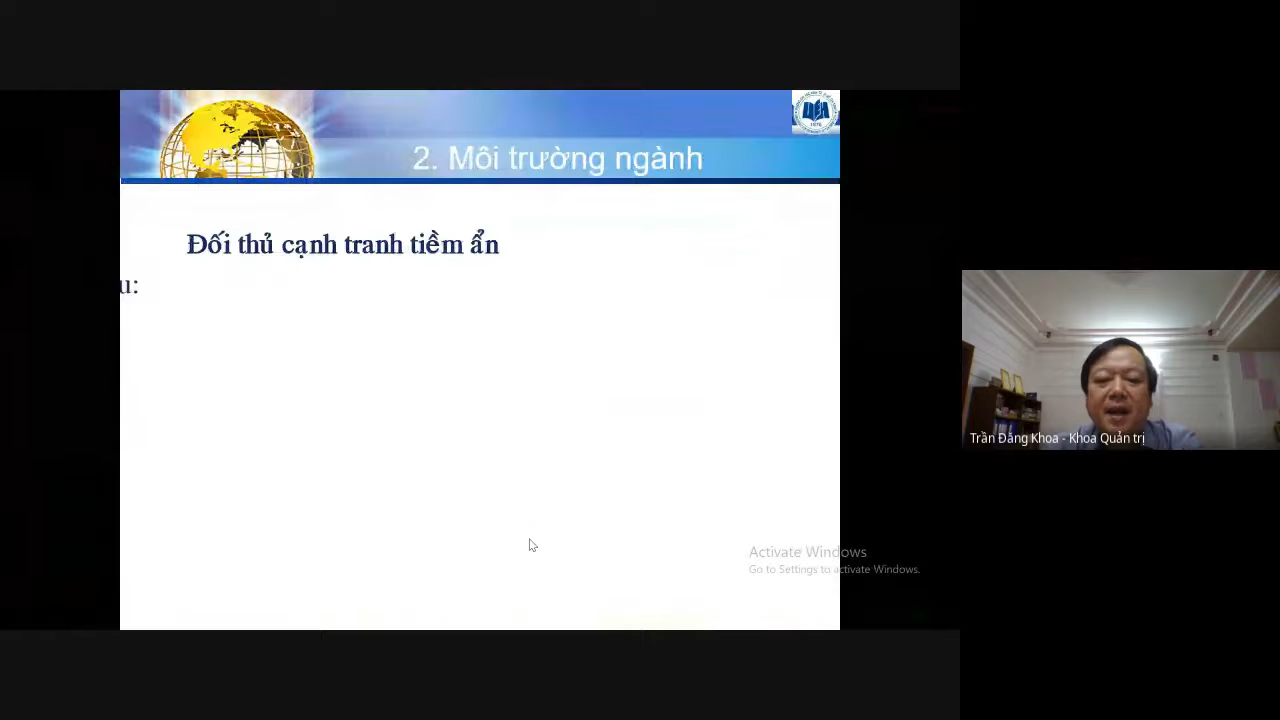 2. Môi trường ngành
Đối thủ cạnh tranh tiềm ẩn
u:
Trần Đăng Khoa - Khoa Quản trị
Activate Windows
Go to Settings to activate Windows.